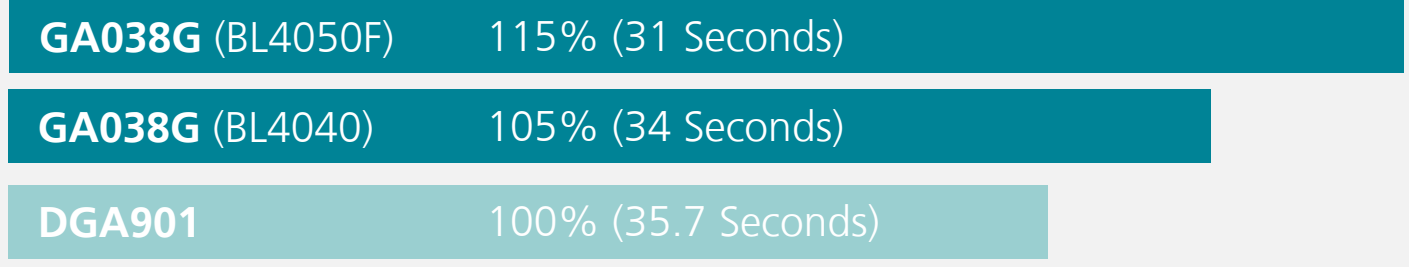 GA038G (BL4050F) 115% (31 Seconds)
GA038G (BL4040) 105% (34 Seconds)
DGA901 100% (35.7 Seconds)